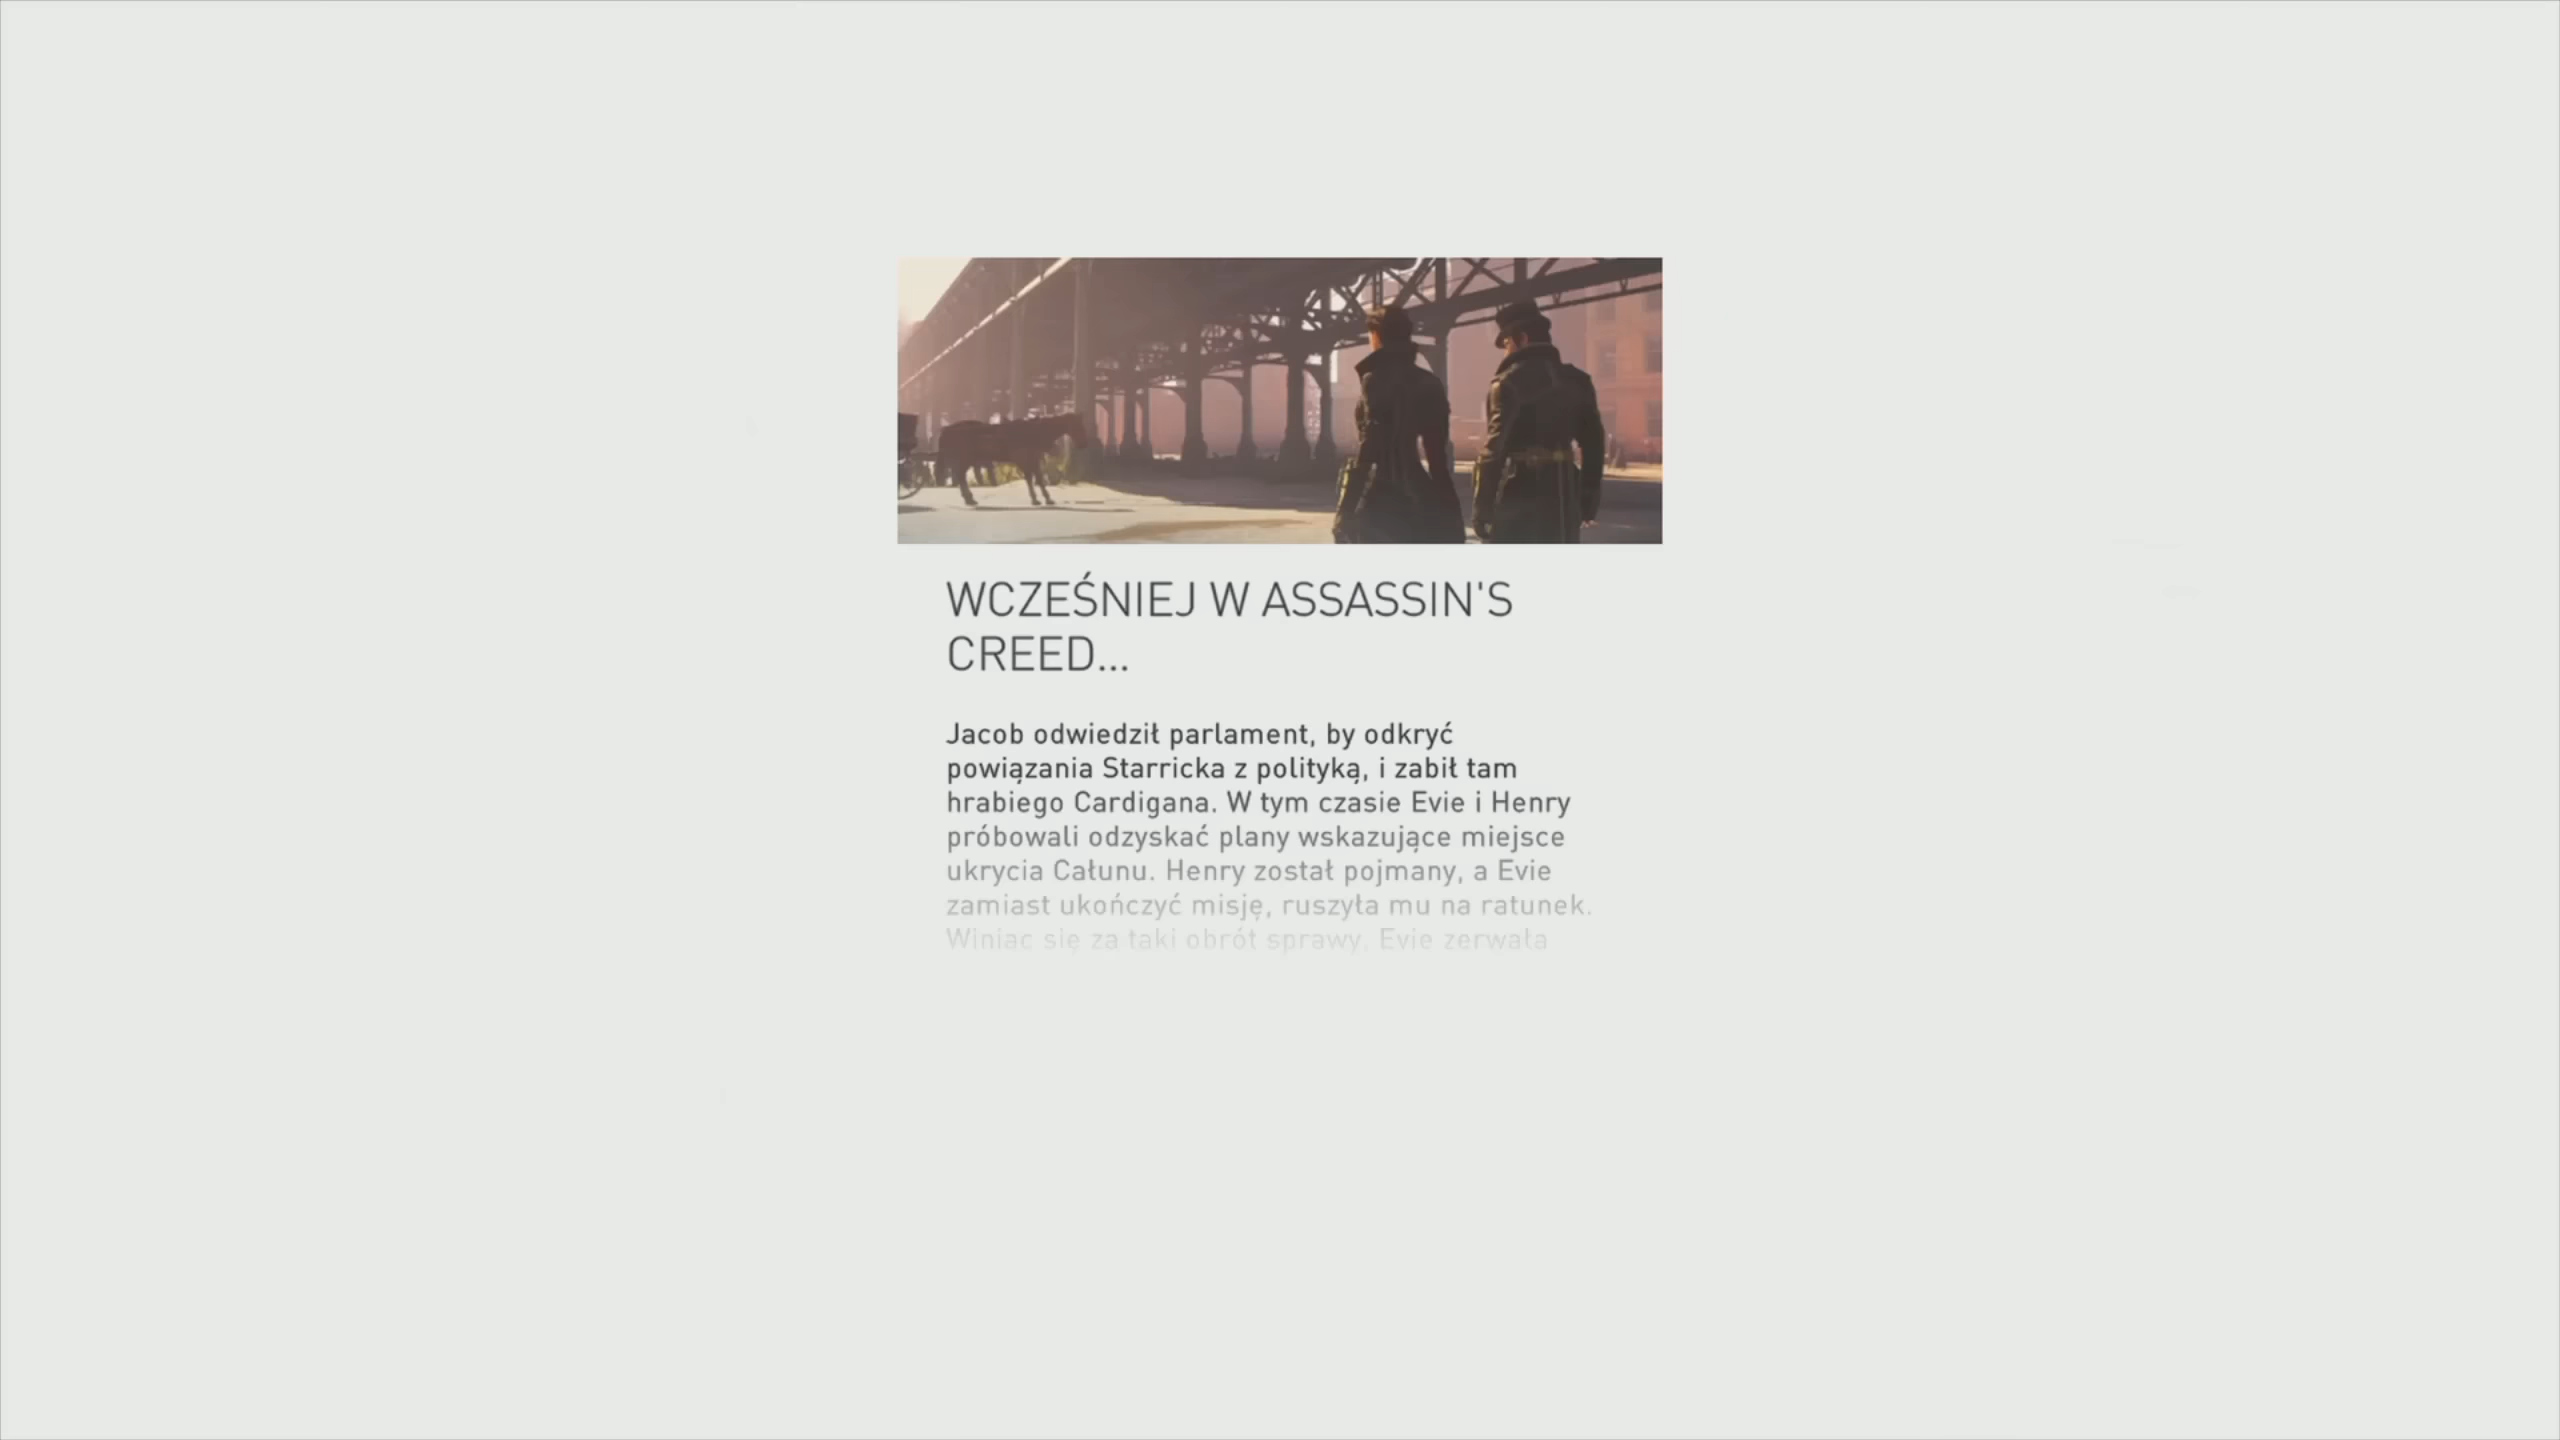 WCZEŚNIEJ W ASSASSIN'S
CREED...
Jacob odwiedził parlament, by odkryć
powiązania Starricka z polityką, i zabił tam
hrabiego Cardigana. W tym czasie Evie i Henry
próbowali odzyskać plany wskazujące miejsce
ukrycia Całunu. Henry został pojmany, a Evie
zamiast ukończyć misję, ruszyła mu na ratunek.
Winiąc się za taki obrót sprawy, Evie zerwała